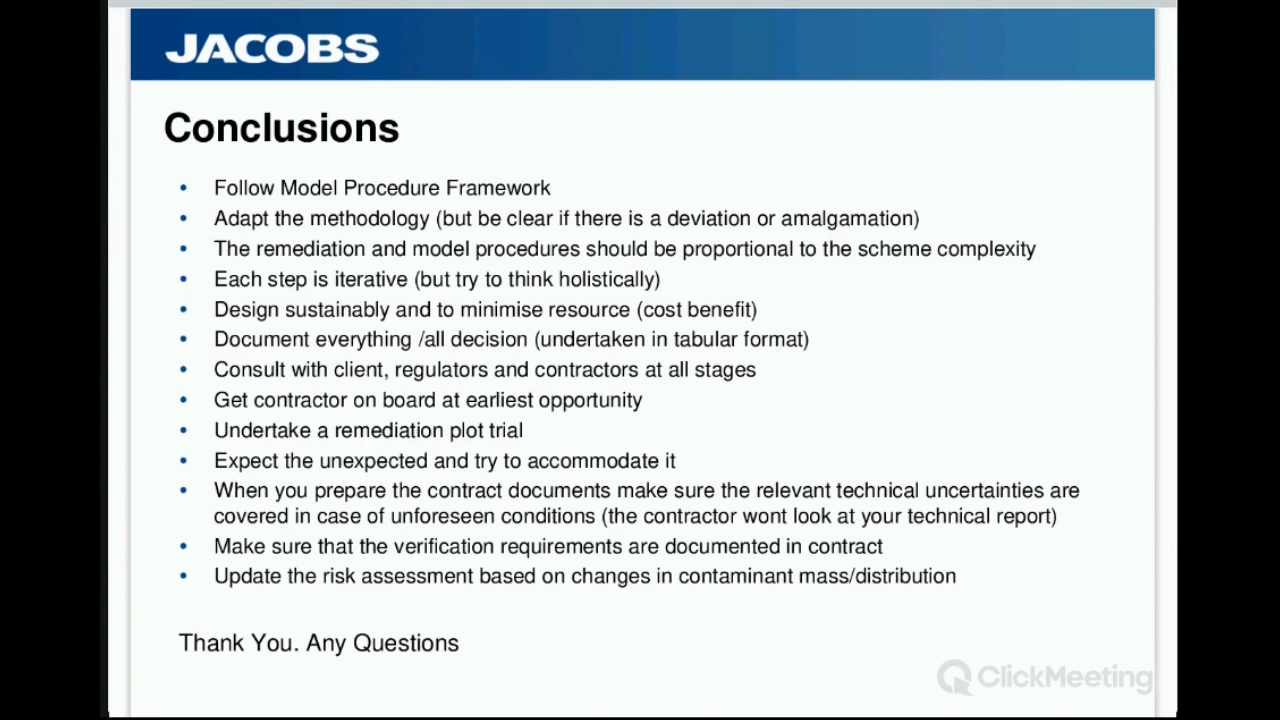 JACOBS
Conclusions
• Follow Model Procedure Framework
• Adapt the methodology (but be clear if there is a deviation or amalgamation)
• The remediation and model procedures should be proportional to the scheme complexity
• Each step is iterative (but try to think holistically)
• Design sustainably and to minimise resource (cost benefit)
• Document everything /all decision (undertaken in tabular format)
• Consult with client, regulators and contractors at all stages
• Get contractor on board at earliest opportunity
• Undertake a remediation plot trial
• Expect the unexpected and try to accommodate it
• When you prepare the contract documents make sure the relevant technical uncertainties are
covered in case of unforeseen conditions (the contractor wont look at your technical report)
• Make sure that the verification requirements are documented in contract
• Update the risk assessment based on changes in contaminant mass/distribution
Thank You. Any Questions
ClickMeeting